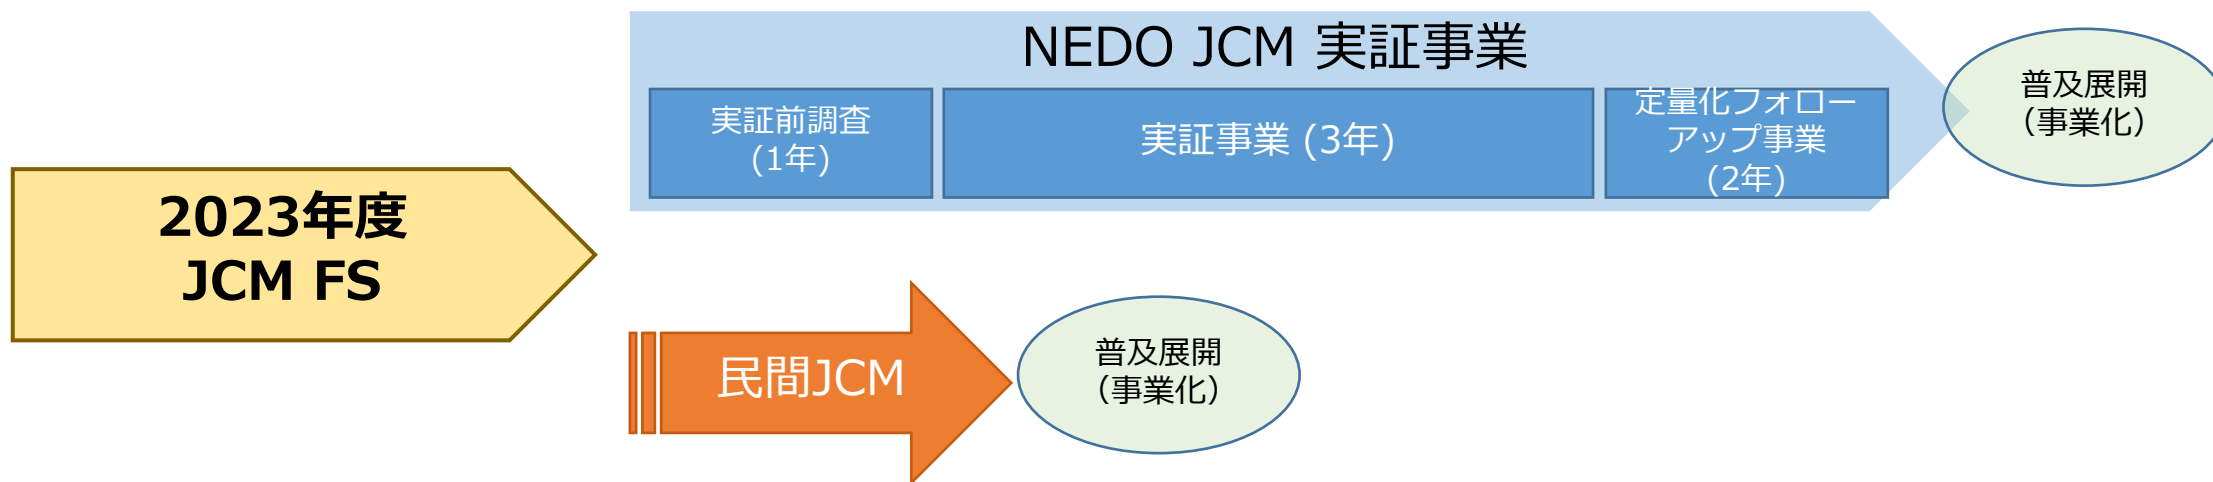 2023年度
JCM FS
NEDO JCM 実証事業
実証前調査
(1年)
実証事業 (3年)
定量化フォロー
アップ事業
(2年)
普及展開
（事業化）
民間JCM
普及展開
（事業化）